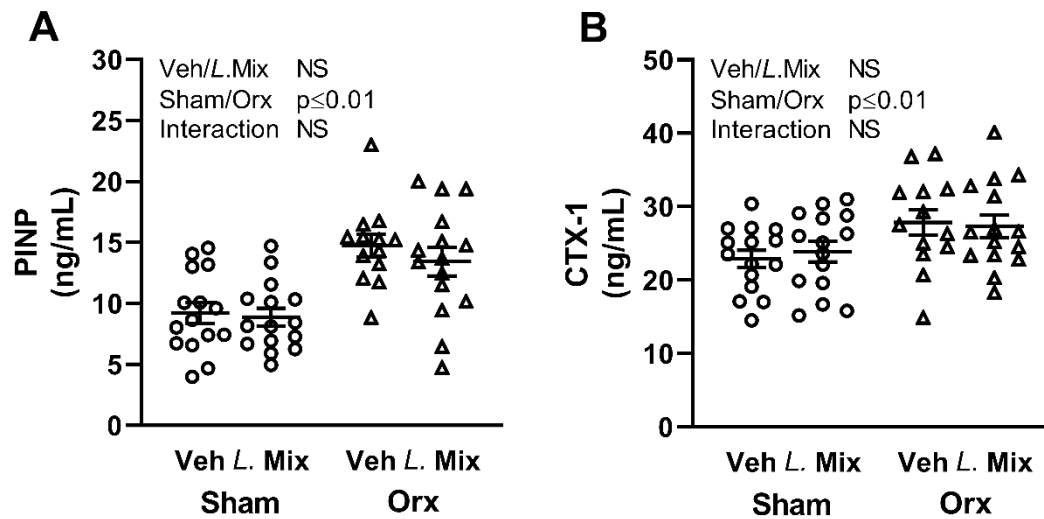 A
PINP
(ng/mL)
30
25
20
15
10
5
0
Veh/L.Mix NS
Sham/Orx p≤0.01
Interaction NS
Veh L. Mix Veh L. Mix
Sham Orx
B
CTX-1
(ng/mL)
50
40
30
20
10
0
Veh/L.Mix NS
Sham/Orx p≤0.01
Interaction NS
Veh L. Mix Veh L. Mix
Sham Orx